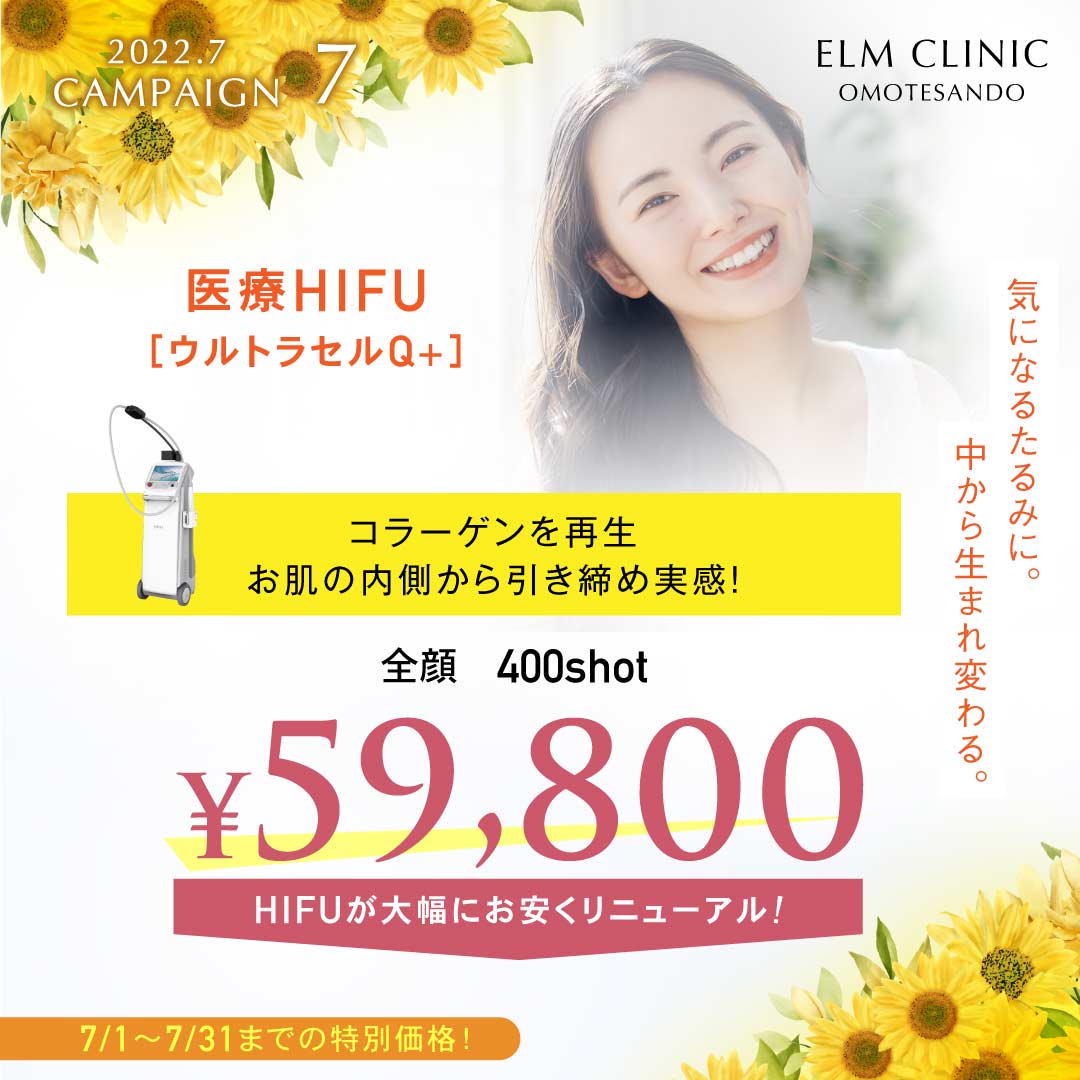 2022.7
CAMPAIGN 7
ELM CLINIC
OMOTESANDO
医療HIFU
[ウルトラセルQ+]
気になるたるみに。
中から生まれ変わる。
コラーゲンを再生
お肌の内側から引き締め実感!
全顔 400shot
¥59,800
HIFUが大幅にお安くリニューアル!
7/1～7/31までの特別価格!